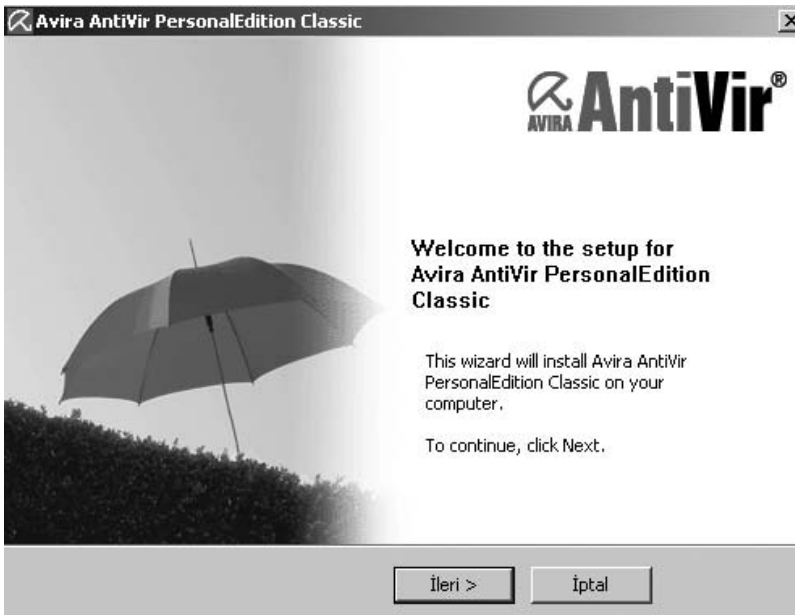 Avira AntiVir PersonalEdition Classic
AVIRA AntiVir®
Welcome to the setup for
Avira AntiVir PersonalEdition
Classic
This wizard will install Avira AntiVir
PersonalEdition Classic on your
computer.
To continue, click Next.
İleri >
İptal